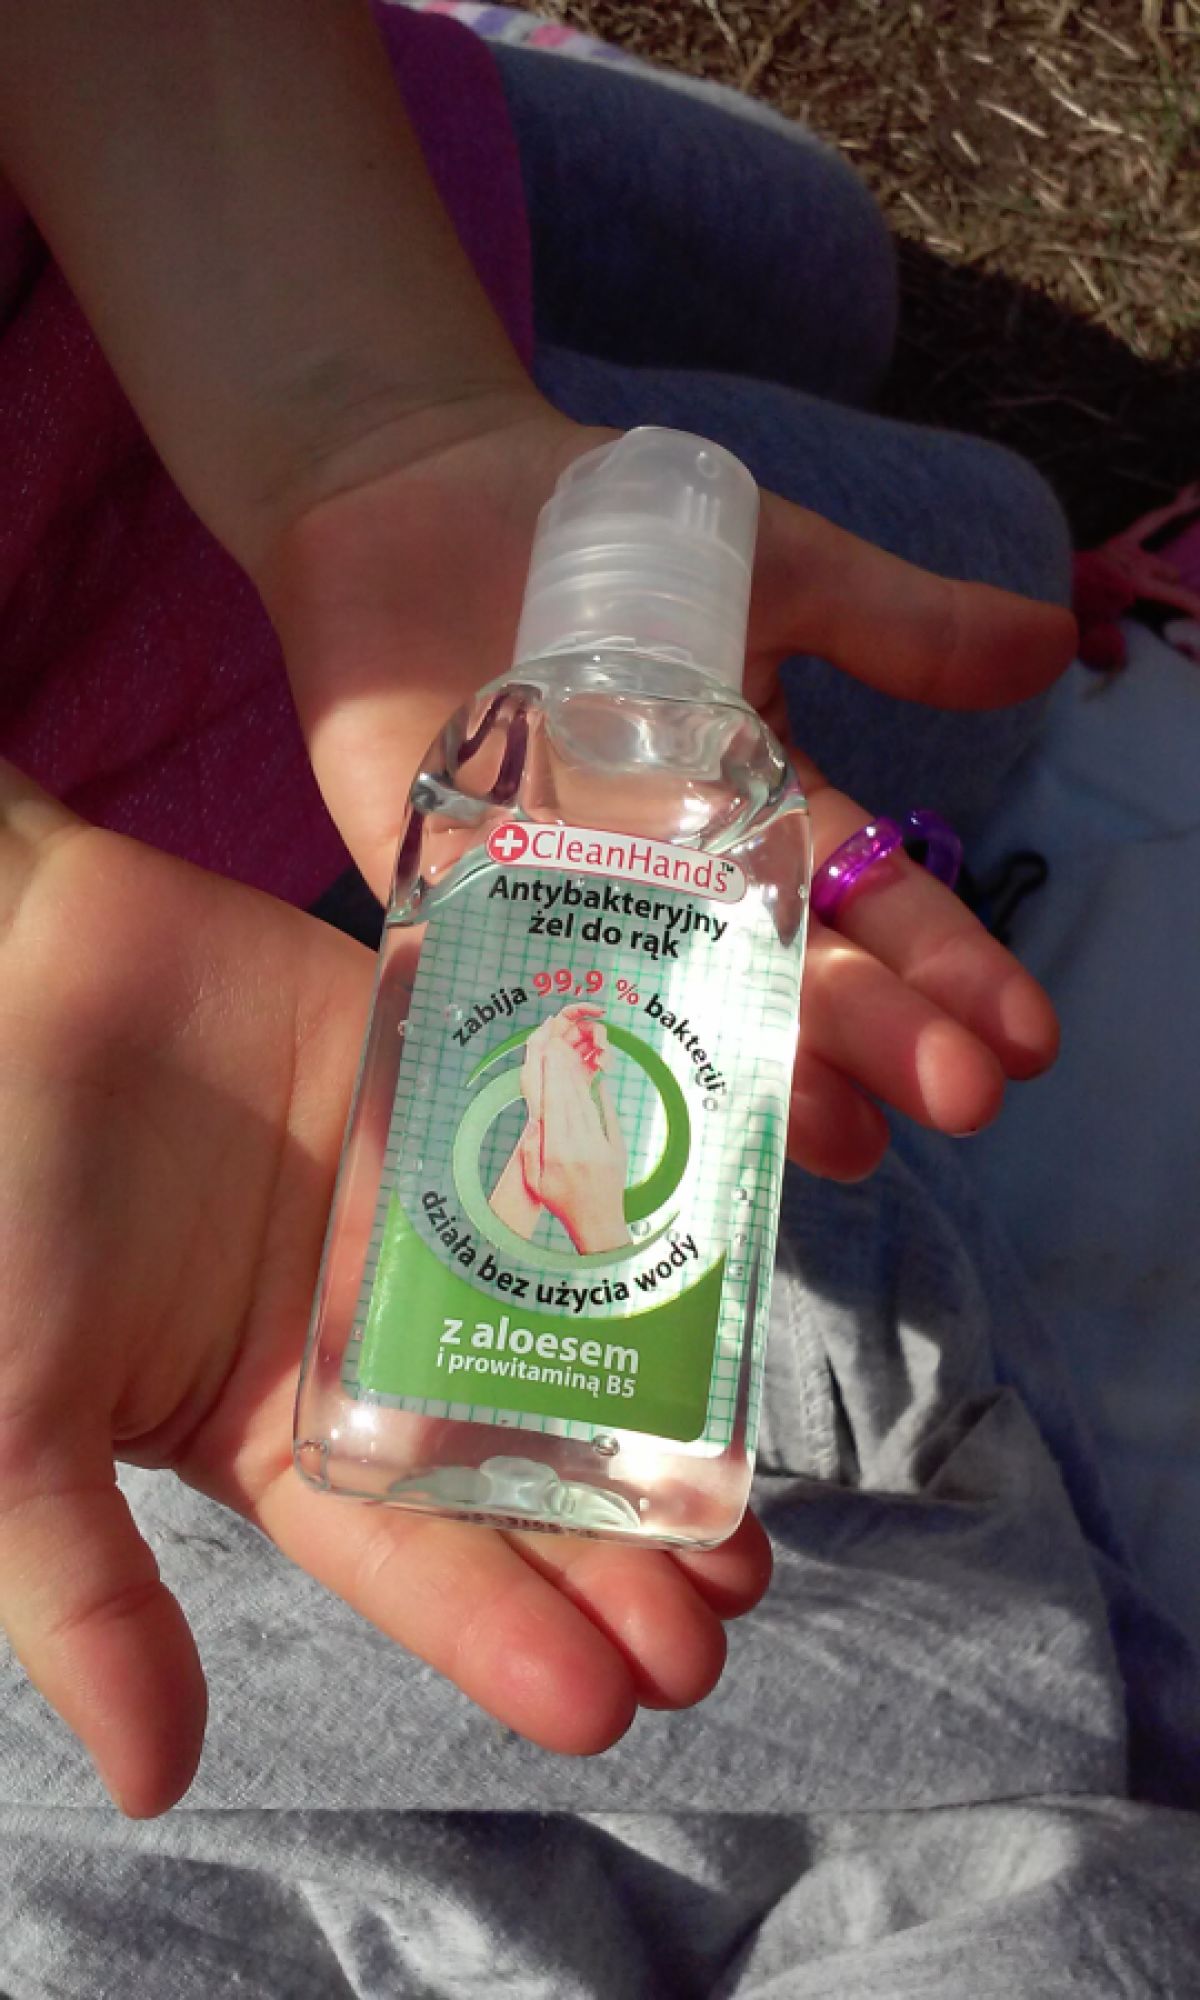 CleanHands™
Antybakteryjny
żel do rąk
zabija 99,9 % bakterii
działa bez użycia wody
z aloesem
i prowitaminą B5